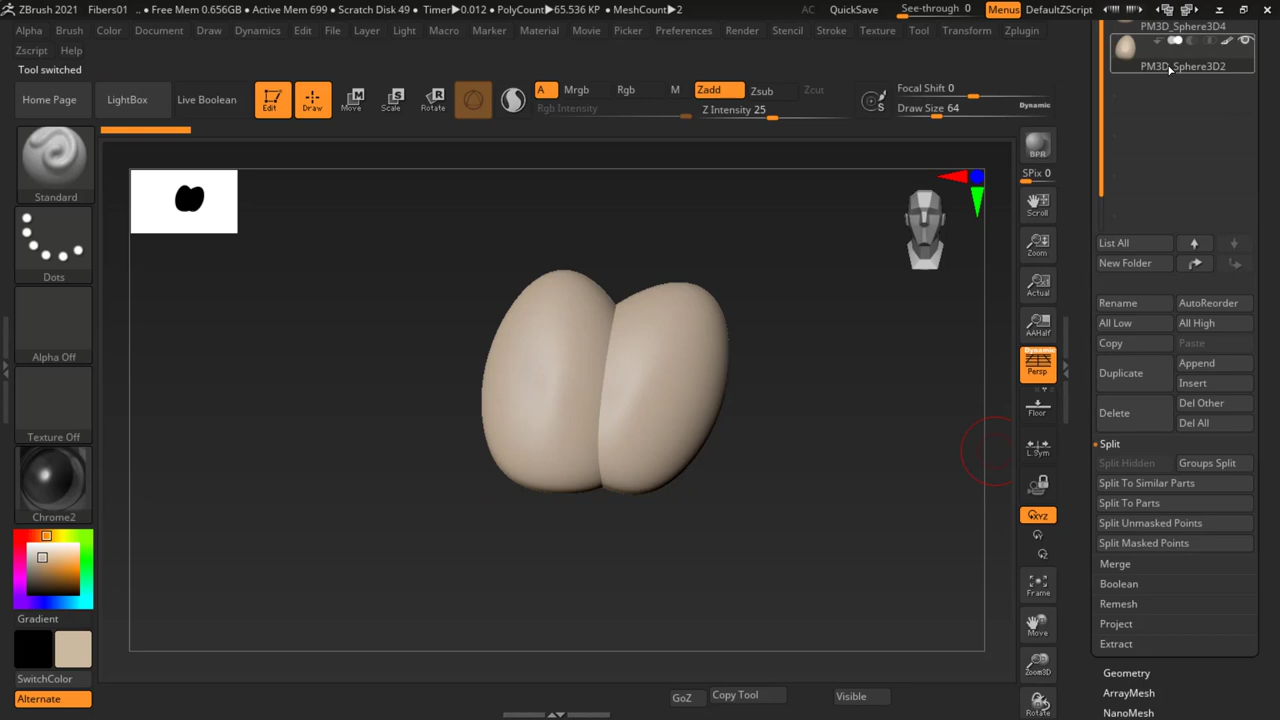 ZBrush 2021 Fibers01 .. • Free Mem 0.656GB • Active Mem 699 • Scratch Disk 49 • Timer▶0.012 • PolyCount▶65.536 KP • MeshCount▶2 AC QuickSave See-through 0 Menus DefaultZScript
Alpha Brush Color Document Draw Dynamics Edit File Layer Light Macro Marker Material Movie Picker Preferences Render Stencil Stroke Texture Tool Transform Zplugin
Zscript Help
Tool switched
Home Page
LightBox
Live Boolean
Edit
Draw
Move
Scale
Rotate
A
Mrgb
Rgb
M
Zadd
Zsub
Zcut
Rgb Intensity
Z Intensity 25
Focal Shift 0
Draw Size 64
Dynamic
Standard
Dots
Alpha Off
Texture Off
Chrome2
Gradient
SwitchColor
Alternate
BPR
SPix 0
Scroll
Zoom
Actual
AAHalf
Dynamic
Persp
Floor
L.Sym
XYZ
Y
Z
Frame
Move
Zoom3D
Rotate
GoZ
Copy Tool
Visible
PM3D_Sphere3D4
PM3D_Sphere3D2
List All
New Folder
Rename AutoReorder
All Low All High
Copy Paste
Duplicate Append
Insert
Delete Del Other
Del All
Split
Split Hidden Groups Split
Split To Similar Parts
Split To Parts
Split Unmasked Points
Split Masked Points
Merge
Boolean
Remesh
Project
Extract
Geometry
ArrayMesh
NanoMesh